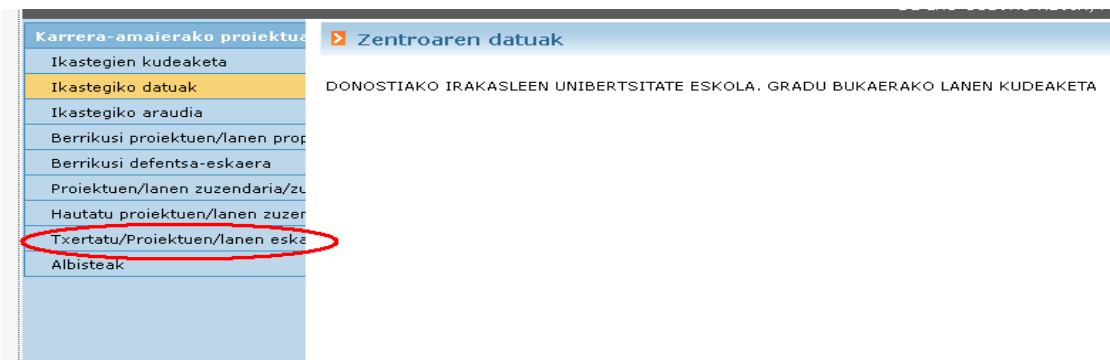 Karrera-amaierako proiektua
Zentroaren datuak
Ikastegien kudeaketa
Ikastegiko datuak
DONOSTIAKO IRAKASLEEN UNIBERTSITATE ESKOLA. GRADU BUKAERAKO LANEN KUDEAKETA
Ikastegiko araudia
Berrikusi proiektuen/lanen prop
Berrikusi defentsa-eskaera
Proiektuen/lanen zuzendaria/zu
Hautatu proiektuen/lanen zuzer
Txertatu/Proiektuen/lanen eska
Albisteak